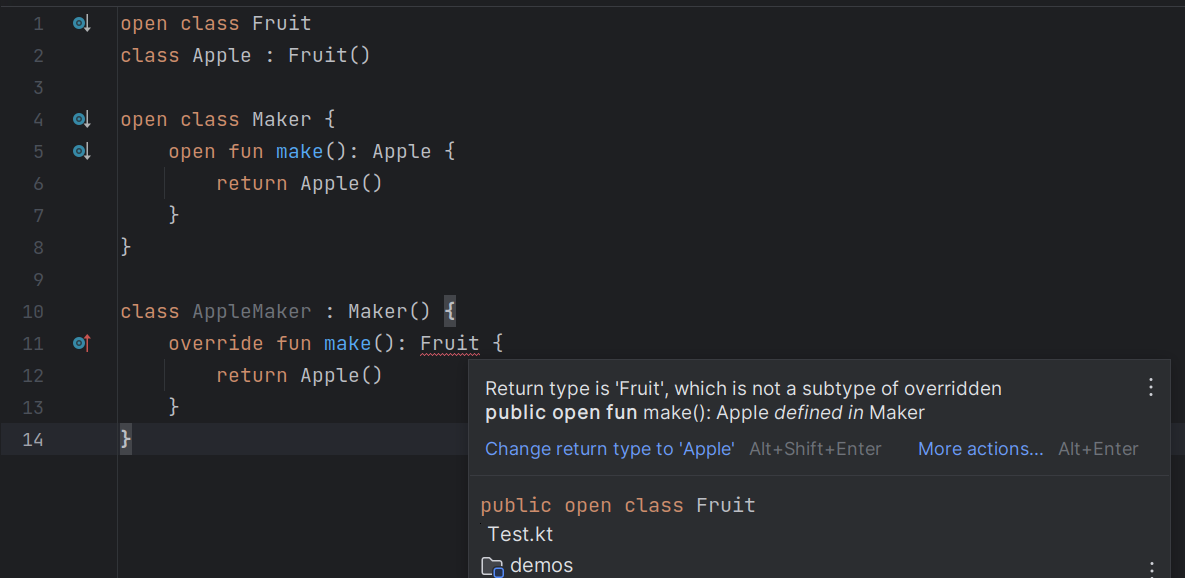 1 open class Fruit
2 class Apple : Fruit()
3
4 open class Maker {
5     open fun make(): Apple {
6         return Apple()
7     }
8 }
9
10 class AppleMaker : Maker() {
11     override fun make(): Fruit {
12         return Apple()
13     }
14 }
Return type is 'Fruit', which is not a subtype of overridden
public open fun make(): Apple defined in Maker
Change return type to 'Apple' Alt+Shift+Enter More actions... Alt+Enter
public open class Fruit
Test.kt
demos